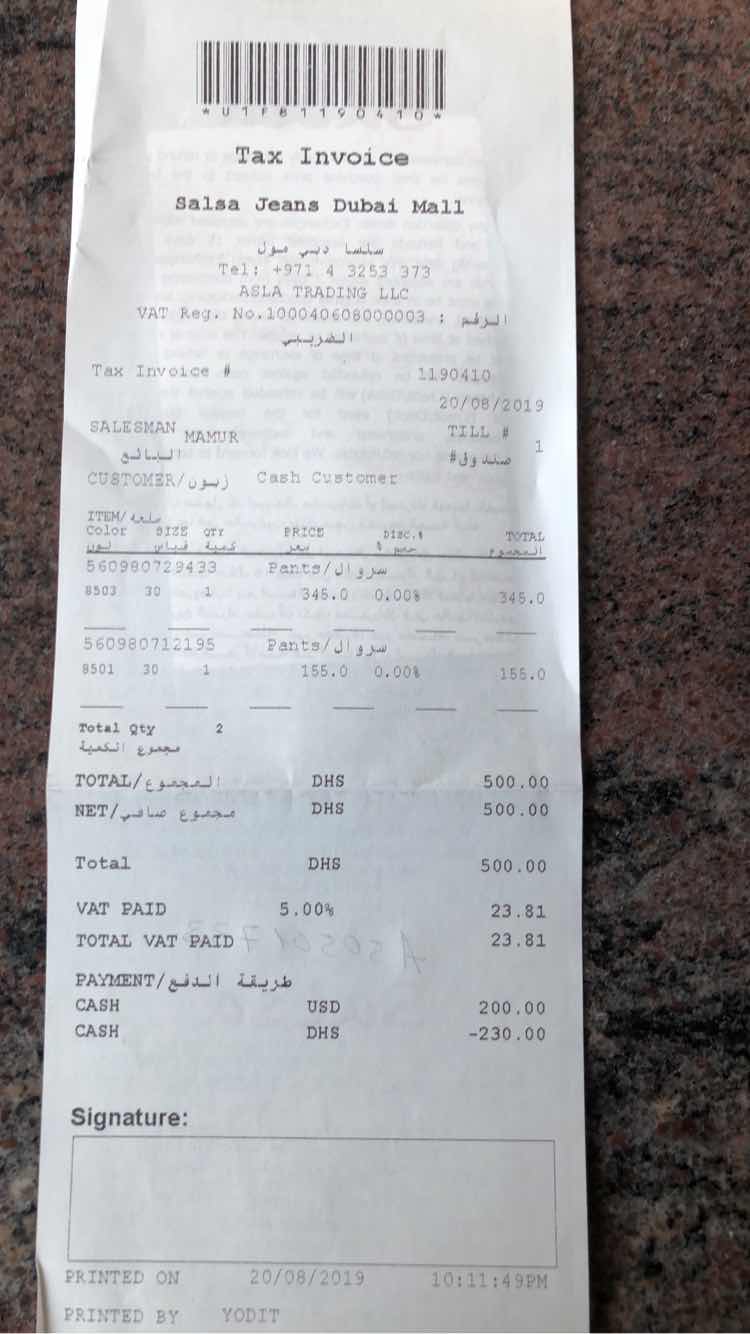 *U1F81190410*
Tax Invoice
Salsa Jeans Dubai Mall
سلسا دبي مول
Tel: +971 4 3253 373
ASLA TRADING LLC
VAT Reg. No.100040608000003 : الرقم
الضريبي
Tax Invoice # 1190410
20/08/2019
SALESMAN MAMUR TILL # 1
البائع صندوق#
CUSTOMER/زبون Cash Customer
ITEM/سلعة
Color SIZE QTY PRICE DISC.% TOTAL
لون قياس كمية سعر خصم % المجموع
560980729433 Pants/سروال
8503 30 1 345.0 0.00% 345.0
560980712195 Pants/سروال
8501 30 1 155.0 0.00% 155.0
Total Qty 2
مجموع الكمية
TOTAL/المجموع DHS 500.00
NET/مجموع صافي DHS 500.00
Total DHS 500.00
VAT PAID 5.00% 23.81
TOTAL VAT PAID 23.81
PAYMENT/طريقة الدفع
CASH USD 200.00
CASH DHS -230.00
Signature:
PRINTED ON 20/08/2019 10:11:49PM
PRINTED BY YODIT